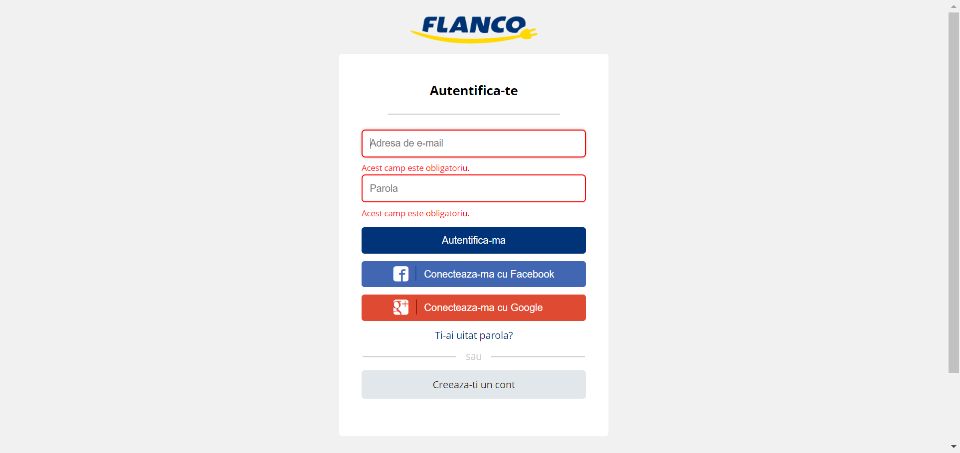 FLANCO
Autentifica-te
Adresa de e-mail
Acest camp este obligatoriu.
Parola
Acest camp este obligatoriu.
Autentifica-ma
Conecteaza-ma cu Facebook
Conecteaza-ma cu Google
Ti-ai uitat parola?
sau
Creeaza-ti un cont